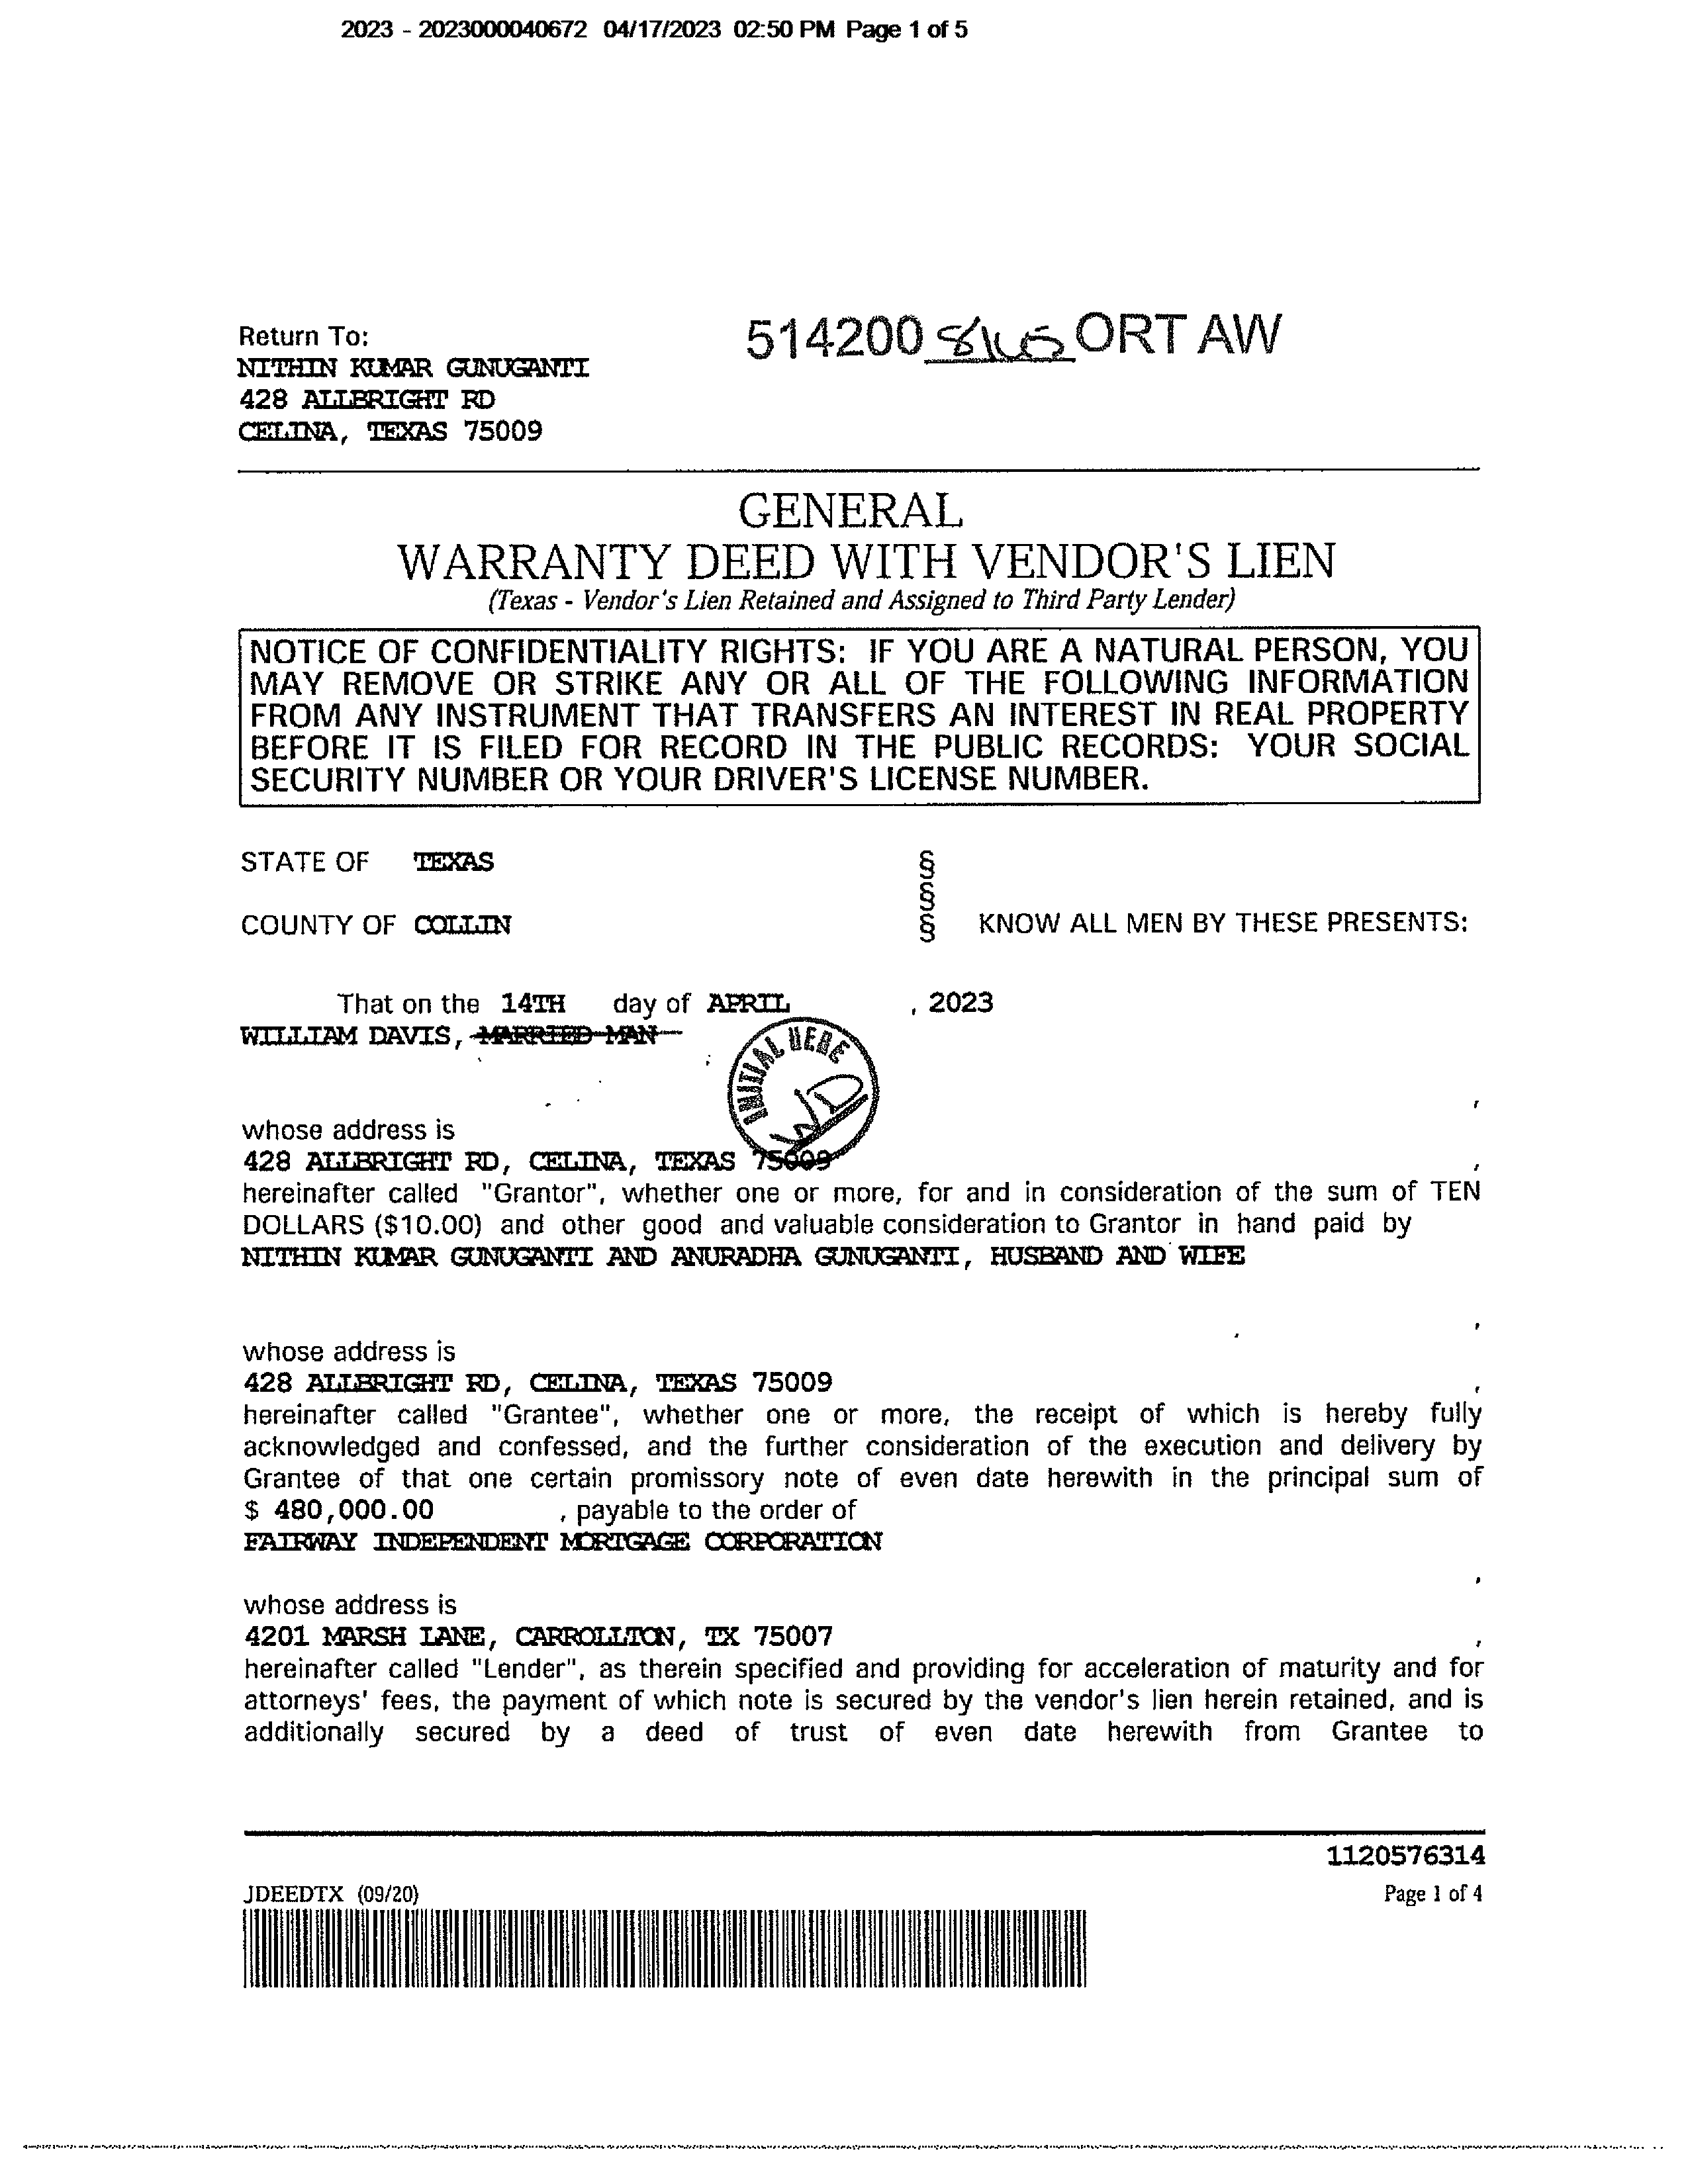 2023 - 2023000040672 04/17/2023 02:50 PM Page 1 of 5
Return To:
NITHIN KUMAR GUNUGANTI
428 ALLBRIGHT RD
CELINA, TEXAS 75009
514200 ORT AW
GENERAL
WARRANTY DEED WITH VENDOR'S LIEN
(Texas - Vendor's Lien Retained and Assigned to Third Party Lender)
NOTICE OF CONFIDENTIALITY RIGHTS: IF YOU ARE A NATURAL PERSON, YOU
MAY REMOVE OR STRIKE ANY OR ALL OF THE FOLLOWING INFORMATION
FROM ANY INSTRUMENT THAT TRANSFERS AN INTEREST IN REAL PROPERTY
BEFORE IT IS FILED FOR RECORD IN THE PUBLIC RECORDS: YOUR SOCIAL
SECURITY NUMBER OR YOUR DRIVER'S LICENSE NUMBER.
STATE OF TEXAS §
§
COUNTY OF COLLIN § KNOW ALL MEN BY THESE PRESENTS:
That on the 14TH day of APRIL , 2023
WILLIAM DAVIS, MARRIED MAN
INITIAL HERE
WD
,
whose address is
428 ALLBRIGHT RD, CELINA, TEXAS 75009 ,
hereinafter called "Grantor", whether one or more, for and in consideration of the sum of TEN
DOLLARS ($10.00) and other good and valuable consideration to Grantor in hand paid by
NITHIN KUMAR GUNUGANTI AND ANURADHA GUNUGANTI, HUSBAND AND WIFE
,
whose address is
428 ALLBRIGHT RD, CELINA, TEXAS 75009 ,
hereinafter called "Grantee", whether one or more, the receipt of which is hereby fully
acknowledged and confessed, and the further consideration of the execution and delivery by
Grantee of that one certain promissory note of even date herewith in the principal sum of
$ 480,000.00 , payable to the order of
FAIRWAY INDEPENDENT MORTGAGE CORPORATION
,
whose address is
4201 MARSH LANE, CARROLLTON, TX 75007 ,
hereinafter called "Lender", as therein specified and providing for acceleration of maturity and for
attorneys' fees, the payment of which note is secured by the vendor's lien herein retained, and is
additionally secured by a deed of trust of even date herewith from Grantee to
1120576314
JDEEDTX (09/20) Page 1 of 4